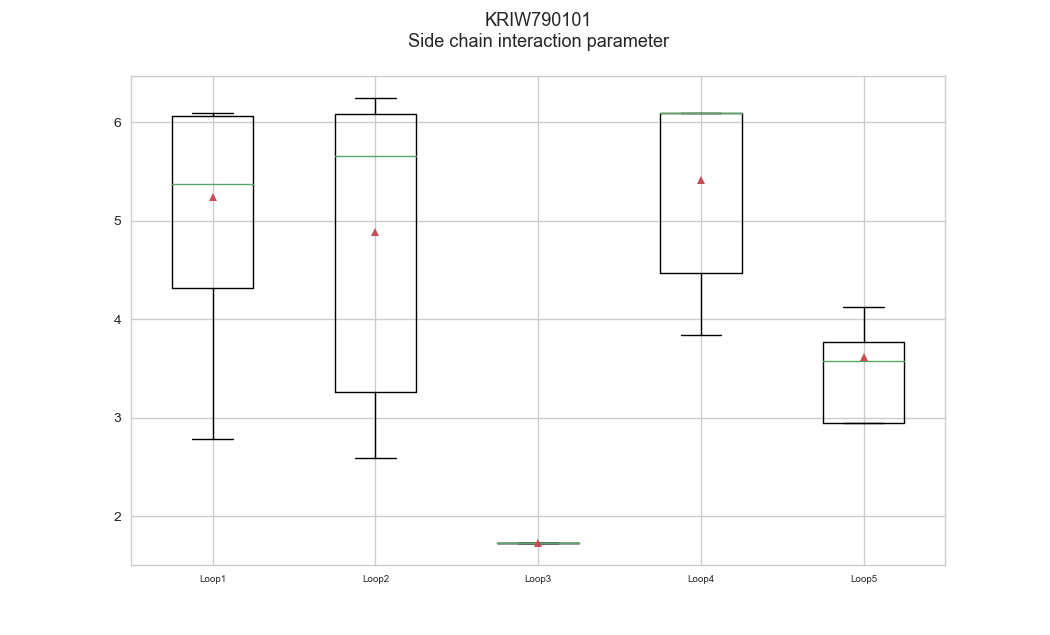 KRIW790101
Side chain interaction parameter
6
5
4
3
2
Loop1
Loop2
Loop3
Loop4
Loop5